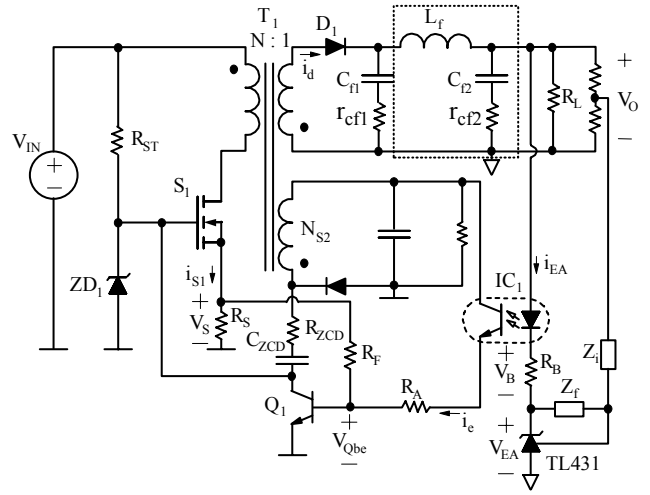 T1
N : 1
D1
Lf
id
Cf1
Cf2
rcf1
rcf2
RL
+
VO
−
VIN
+
−
RST
S1
NS2
iS1
ZD1
+
VS
−
RS
CZCD
RZCD
RF
iEA
IC1
+
VB
−
RB
Zi
Zf
RA
ie
Q1
+
VQbe
−
+
VEA
−
TL431